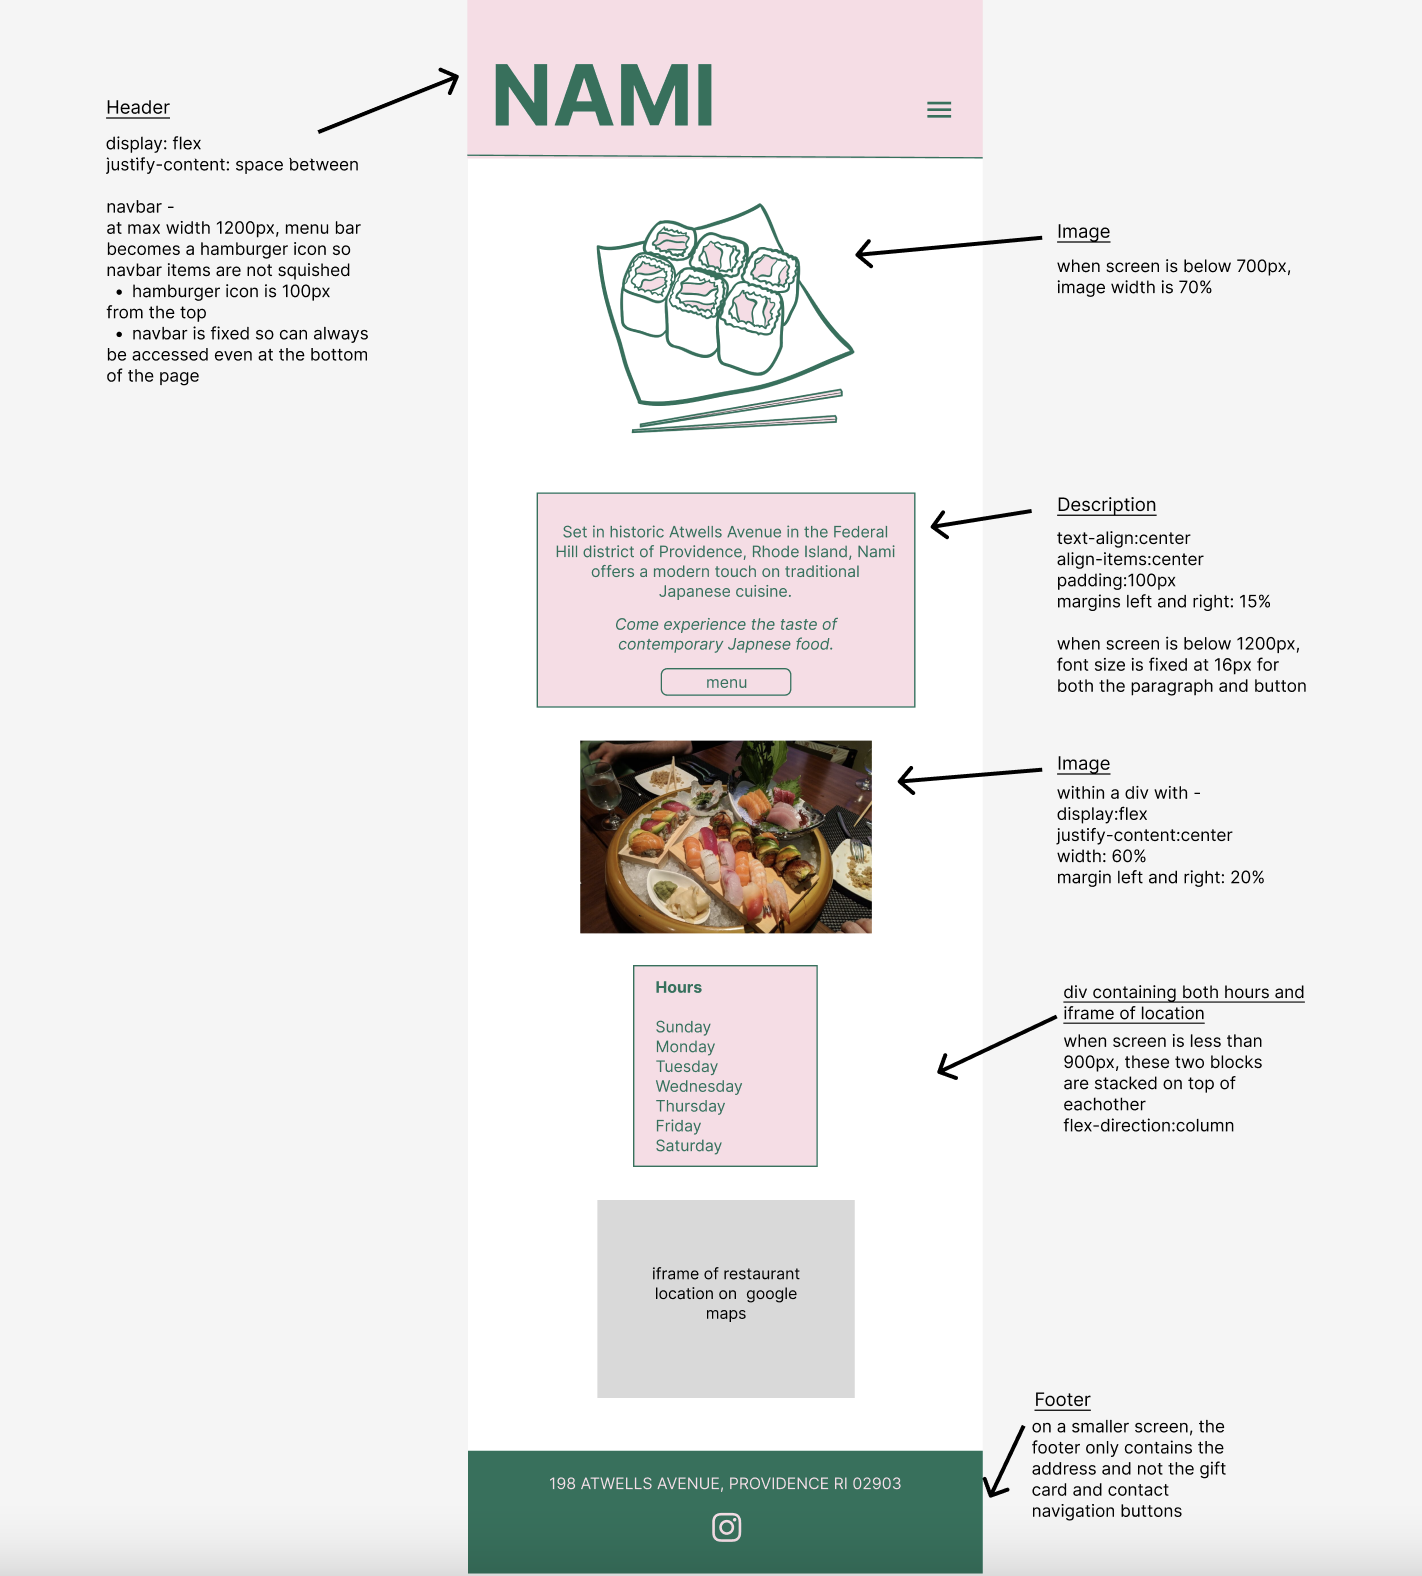 NAMI
Header
display: flex
justify-content: space between
navbar -
at max width 1200px, menu bar
becomes a hamburger icon so
navbar items are not squished
• hamburger icon is 100px
from the top
• navbar is fixed so can always
be accessed even at the bottom
of the page
Image
when screen is below 700px,
image width is 70%
Set in historic Atwells Avenue in the Federal
Hill district of Providence, Rhode Island, Nami
offers a modern touch on traditional
Japanese cuisine.
Come experience the taste of
contemporary Japnese food.
menu
Description
text-align:center
align-items:center
padding:100px
margins left and right: 15%
when screen is below 1200px,
font size is fixed at 16px for
both the paragraph and button
Image
within a div with -
display:flex
justify-content:center
width: 60%
margin left and right: 20%
Hours
Sunday
Monday
Tuesday
Wednesday
Thursday
Friday
Saturday
div containing both hours and
iframe of location
when screen is less than
900px, these two blocks
are stacked on top of
eachother
flex-direction:column
iframe of restaurant
location on google
maps
Footer
on a smaller screen, the
footer only contains the
address and not the gift
card and contact
navigation buttons
198 ATWELLS AVENUE, PROVIDENCE RI 02903